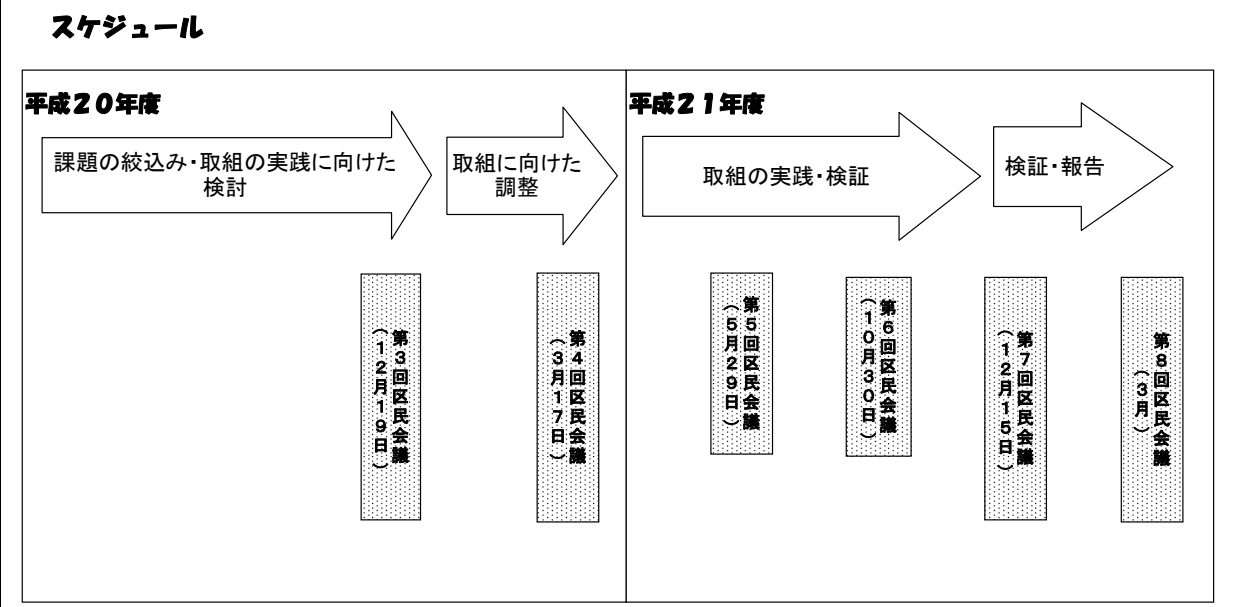 スケジュール
平成20年度
課題の絞込み・取組の実践に向けた
検討
取組に向けた
調整
第3回区民会議
(12月19日)
第4回区民会議
(3月17日)
平成21年度
取組の実践・検証
検証・報告
第5回区民会議
(5月29日)
第6回区民会議
(10月30日)
第7回区民会議
(12月15日)
第8回区民会議
(3月)